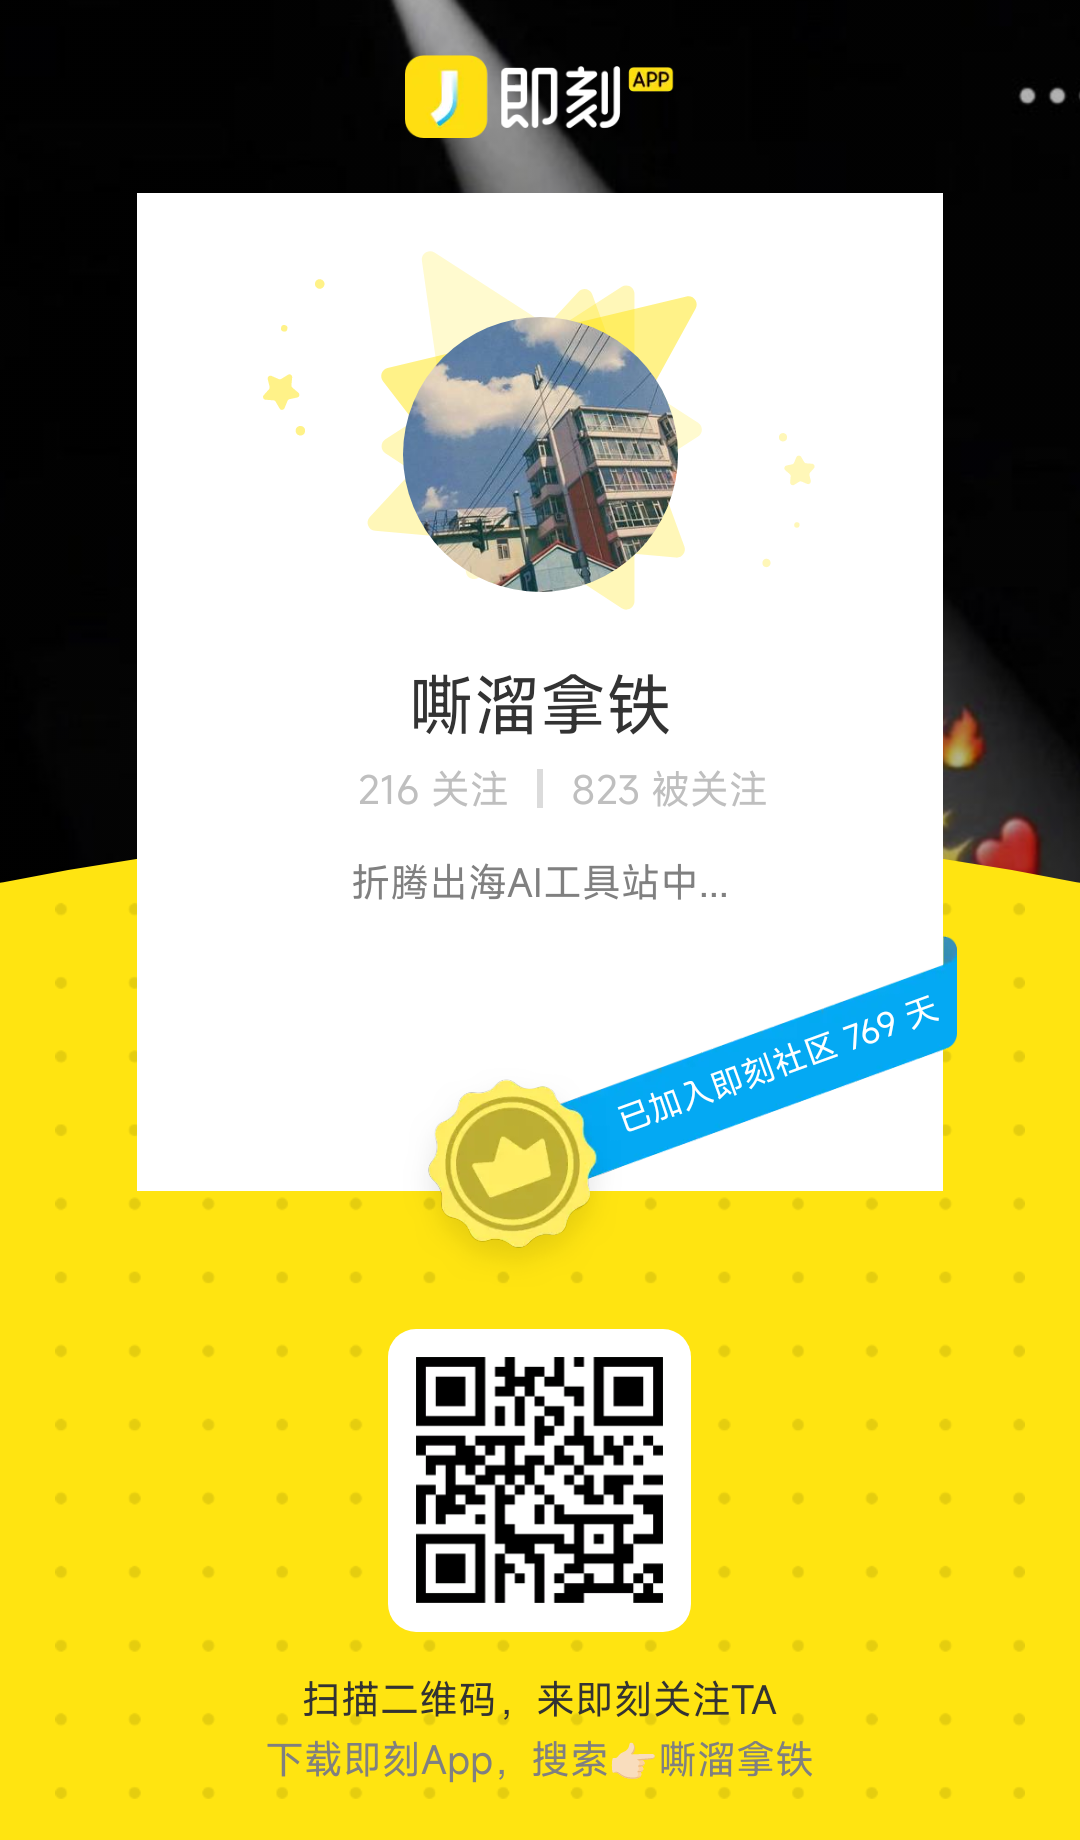 即刻APP
嘶溜拿铁
216 关注 | 823 被关注
折腾出海AI工具站中...
已加入即刻社区 769 天
扫描二维码，来即刻关注TA
下载即刻App，搜索👉🏻嘶溜拿铁